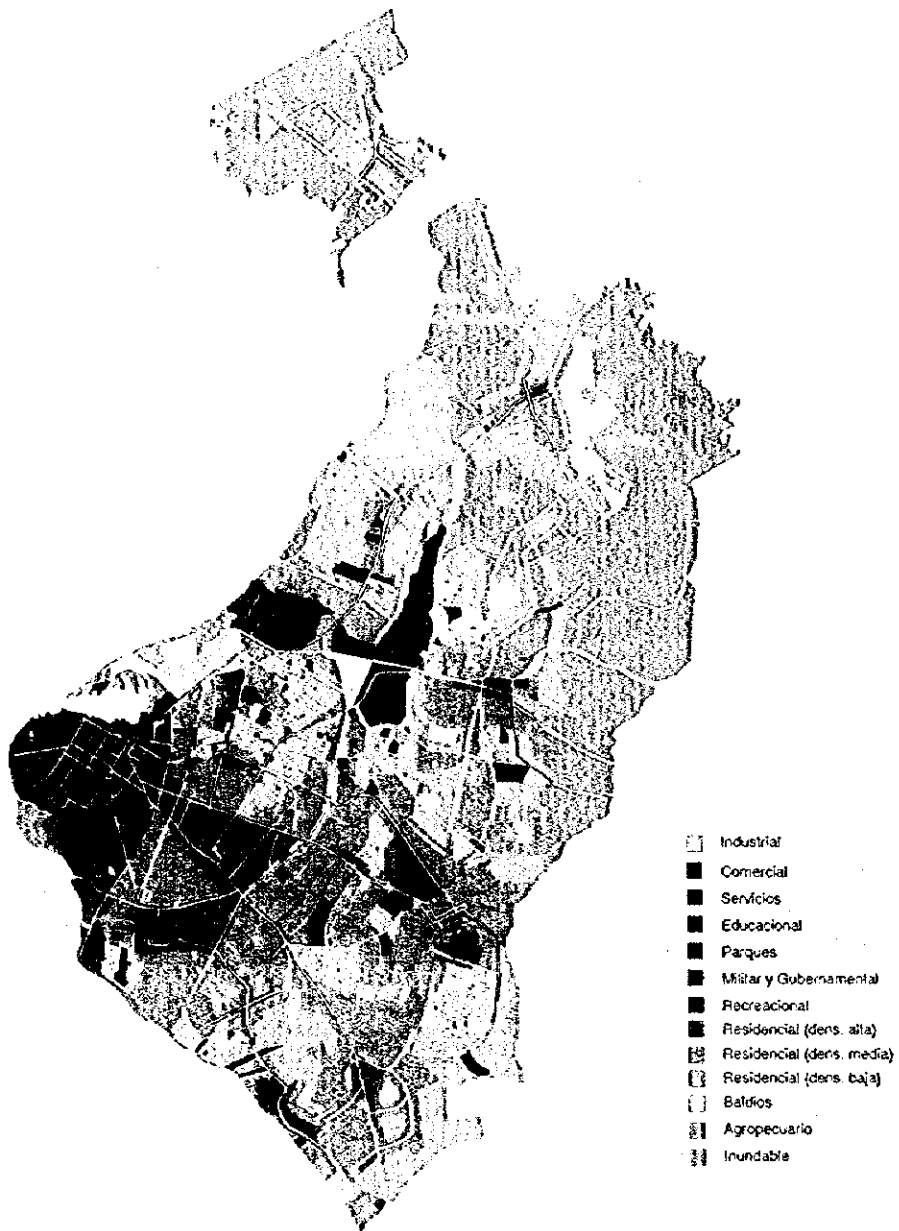 Industrial
Comercial
Servicios
Educacional
Parques
Militar y Gubernamental
Recreacional
Residencial (dens. alta)
Residencial (dens. media)
Residencial (dens. baja)
Baldios
Agropecuario
Inundable